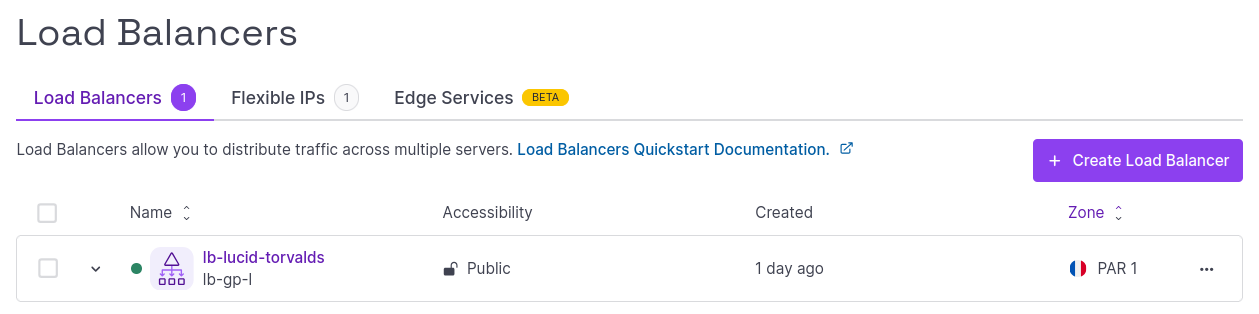 Load Balancers
Load Balancers 1 Flexible IPs 1 Edge Services BETA
Load Balancers allow you to distribute traffic across multiple servers. Load Balancers Quickstart Documentation.
+ Create Load Balancer
Name Accessibility Created Zone
lb-lucid-torvalds
lb-gp-l
Public 1 day ago PAR 1